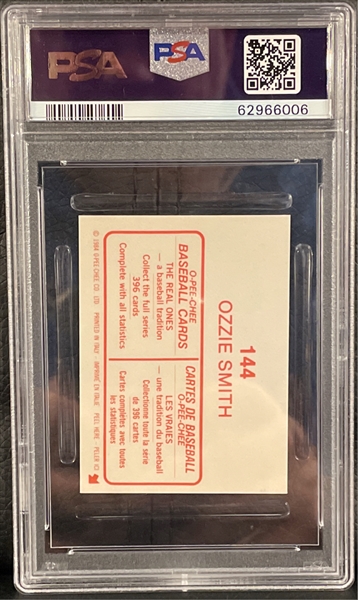 PSA
PSA
62966006
144
OZZIE SMITH
O-PEE-CHEE
BASEBALL CARDS
THE REAL ONES
— a baseball tradition
Collect the full series
396 cards
Complete with all statistics
CARTES DE BASEBALL
O-PEE-CHEE
LES VRAIES
— une tradition du baseball
Collectionne toute la série
de 396 cartes
Cartes complètes avec toutes
les statistiques
© 1984 O-PEE-CHEE CO. LTD. PRINTED IN ITALY IMPRIMÉ EN ITALIE PEEL HERE - PELER ICI